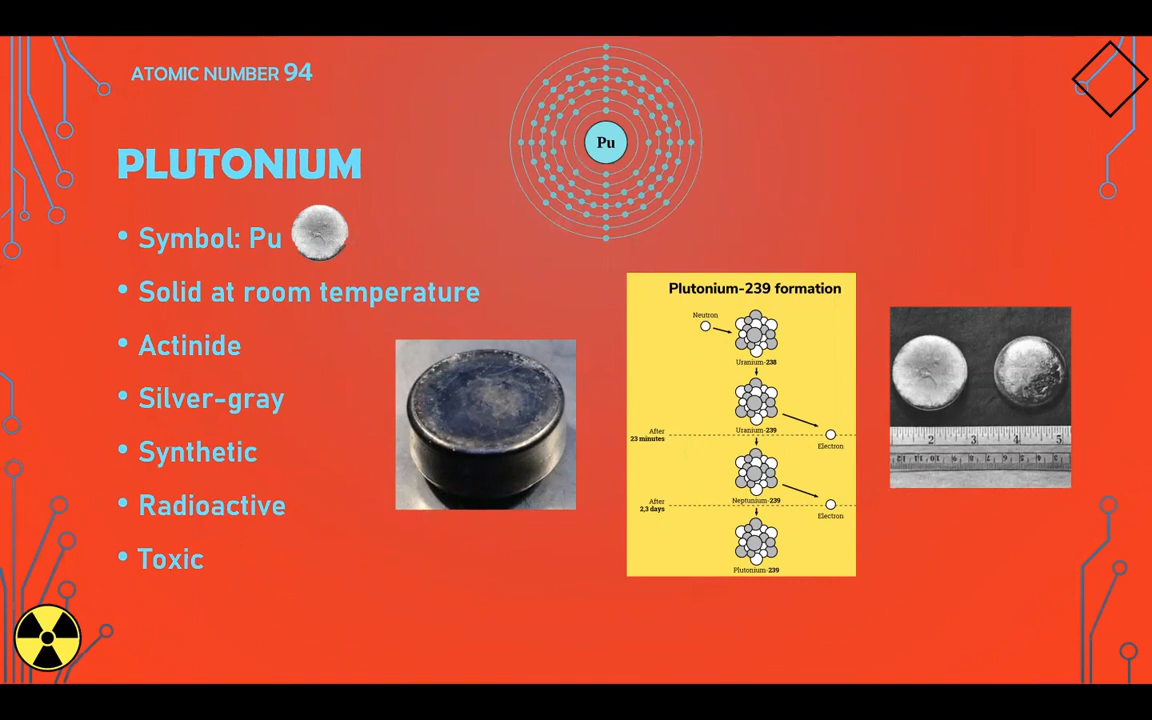 ATOMIC NUMBER 94
Pu
PLUTONIUM
• Symbol: Pu
• Solid at room temperature
• Actinide
• Silver-gray
• Synthetic
• Radioactive
• Toxic
Plutonium-239 formation
Neutron
Uranium-238
Uranium-239
After
23 minutes
Electron
Neptunium-239
After
2,3 days
Electron
Plutonium-239
2 3 4 5